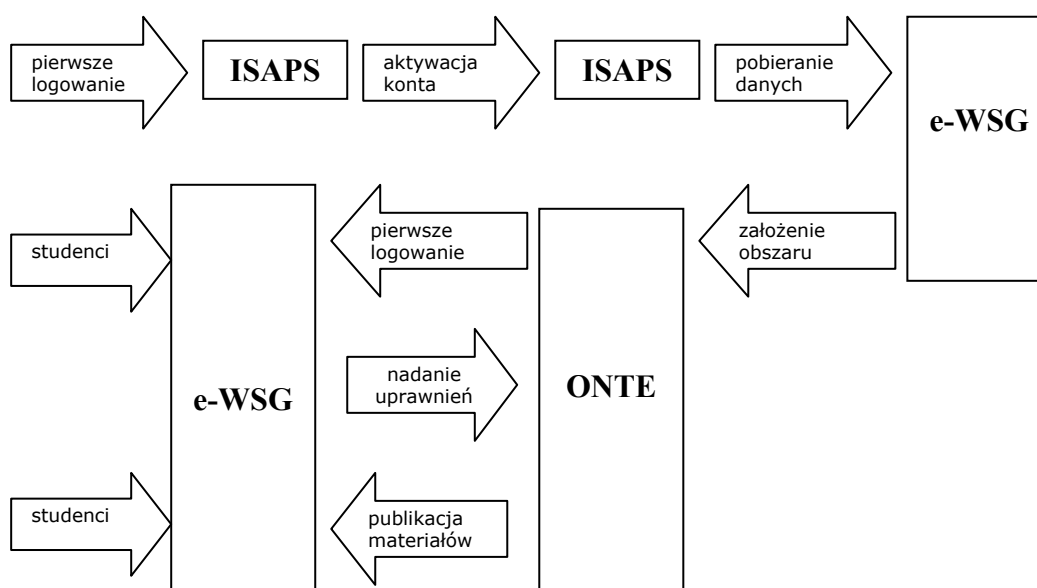 pierwsze
logowanie
ISAPS
aktywacja
konta
ISAPS
pobieranie
danych
e-WSG
studenci
pierwsze
logowanie
założenie
obszaru
e-WSG
nadanie
uprawnień
ONTE
studenci
publikacja
materiałów